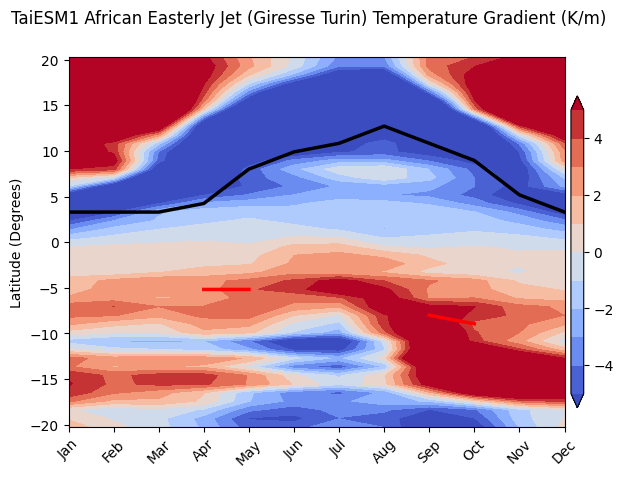 TaiESM1 African Easterly Jet (Giresse Turin) Temperature Gradient (K/m)
Latitude (Degrees)
20
15
10
5
0
−5
−10
−15
−20
Jan
Feb
Mar
Apr
May
Jun
Jul
Aug
Sep
Oct
Nov
Dec
4
2
0
−2
−4